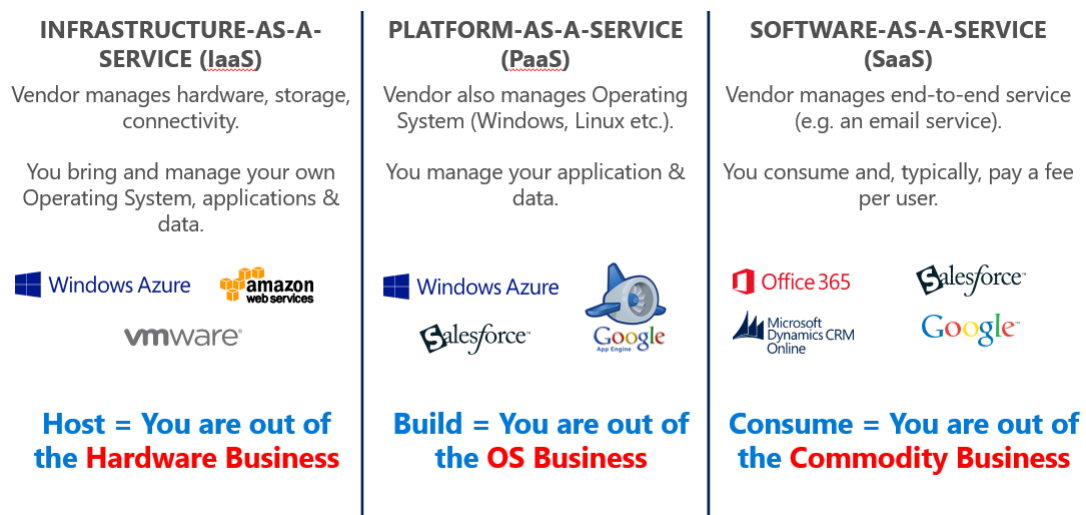 INFRASTRUCTURE-AS-A-
SERVICE (IaaS)
Vendor manages hardware, storage,
connectivity.
You bring and manage your own
Operating System, applications &
data.
Windows Azure
amazon
web services
vmware®
Host = You are out of
the Hardware Business
PLATFORM-AS-A-SERVICE
(PaaS)
Vendor also manages Operating
System (Windows, Linux etc.).
You manage your application &
data.
Windows Azure
Salesforce™
Google
App Engine
Build = You are out of
the OS Business
SOFTWARE-AS-A-SERVICE
(SaaS)
Vendor manages end-to-end service
(e.g. an email service).
You consume and, typically, pay a fee
per user.
Office 365
Salesforce™
Microsoft
Dynamics CRM
Online
Google™
Consume = You are out of
the Commodity Business